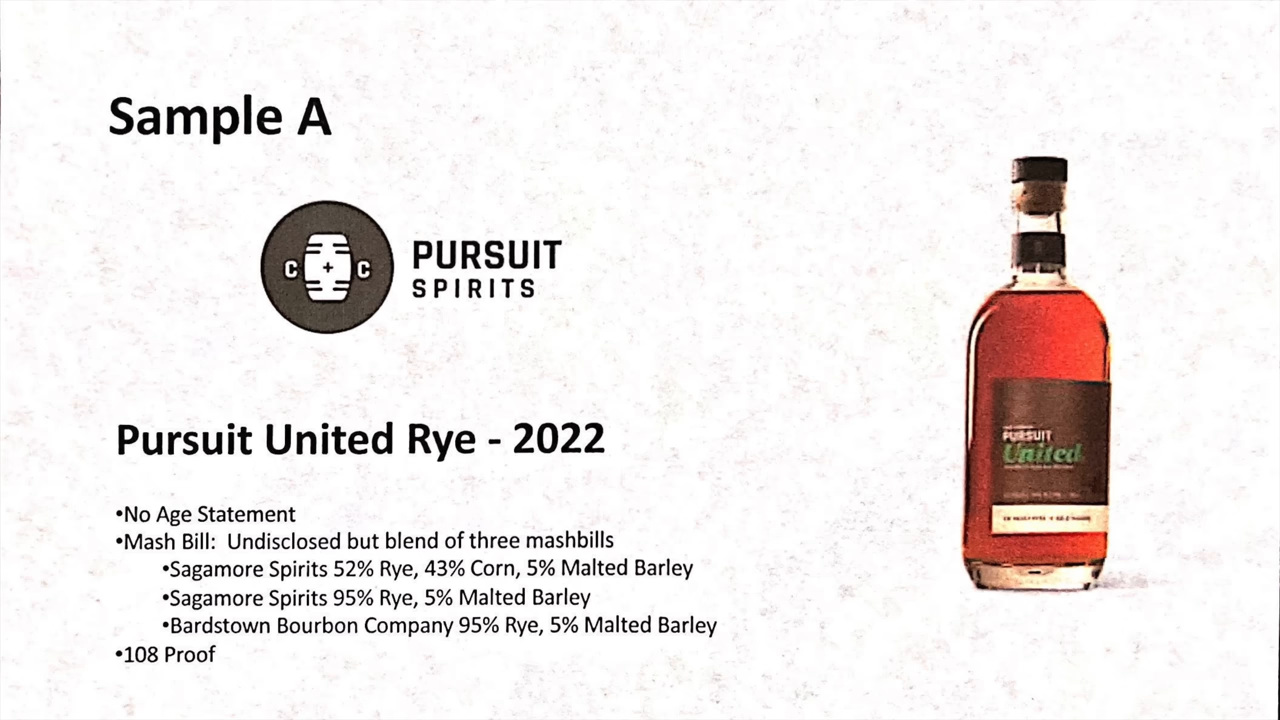 Sample A
C + C
PURSUIT
SPIRITS
Pursuit United Rye - 2022
•No Age Statement
•Mash Bill:  Undisclosed but blend of three mashbills
•Sagamore Spirits 52% Rye, 43% Corn, 5% Malted Barley
•Sagamore Spirits 95% Rye, 5% Malted Barley
•Bardstown Bourbon Company 95% Rye, 5% Malted Barley
•108 Proof
PURSUIT
United